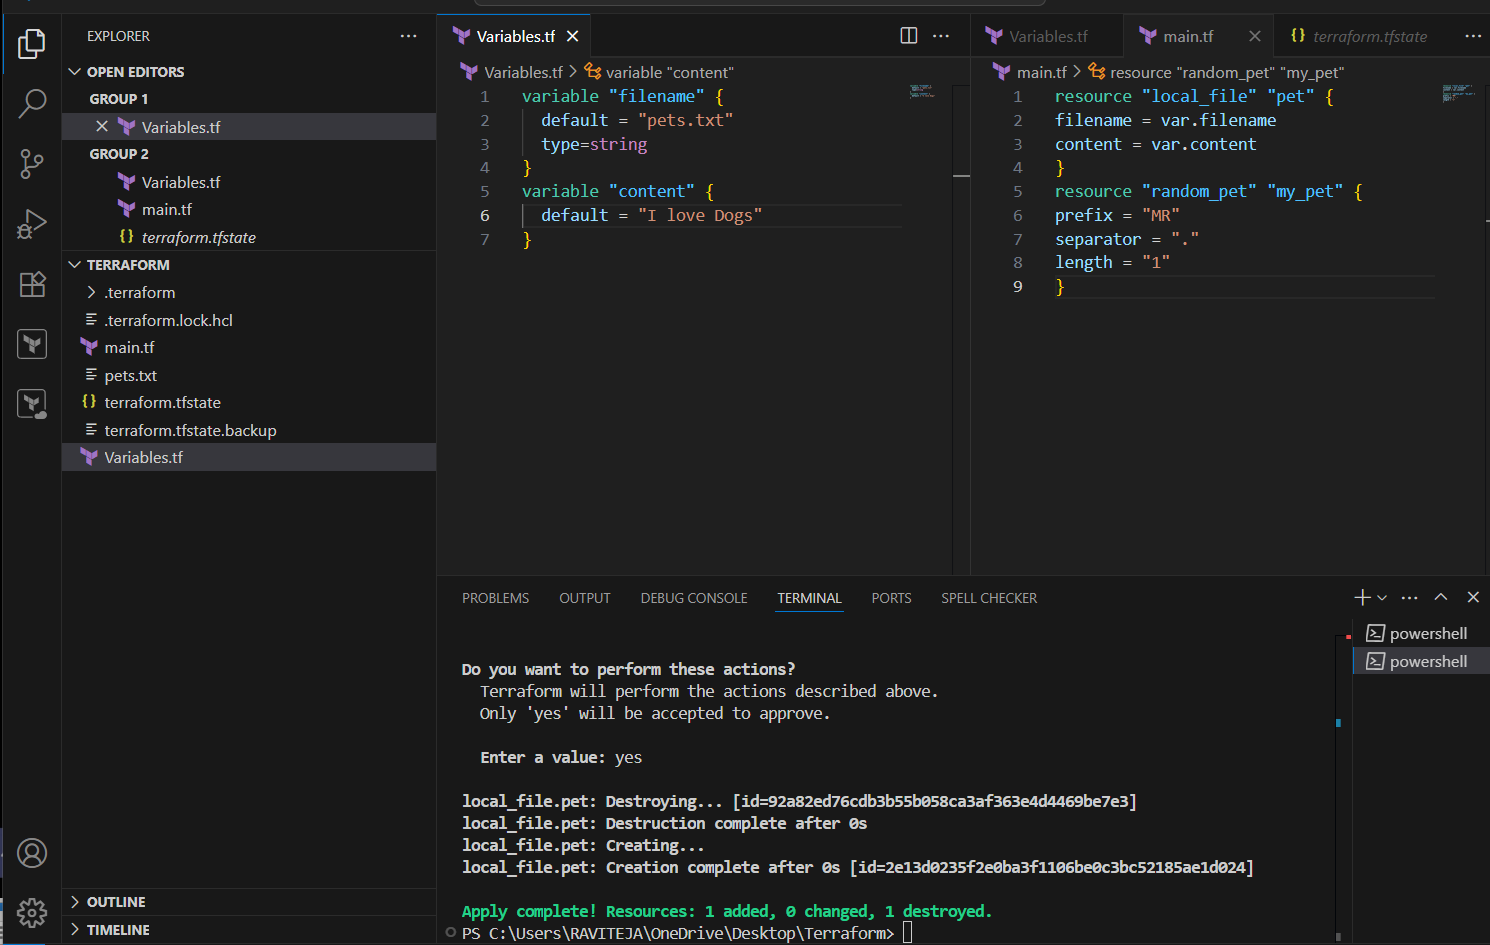 EXPLORER
OPEN EDITORS
GROUP 1
Variables.tf
GROUP 2
Variables.tf
main.tf
{} terraform.tfstate
TERRAFORM
.terraform
.terraform.lock.hcl
main.tf
pets.txt
{} terraform.tfstate
terraform.tfstate.backup
Variables.tf
OUTLINE
TIMELINE
Variables.tf
Variables.tf > variable "content"
1 variable "filename" {
2 default = "pets.txt"
3 type=string
4 }
5 variable "content" {
6 default = "I love Dogs"
7 }
Variables.tf
main.tf
{} terraform.tfstate
main.tf > resource "random_pet" "my_pet"
1 resource "local_file" "pet" {
2 filename = var.filename
3 content = var.content
4 }
5 resource "random_pet" "my_pet" {
6 prefix = "MR"
7 separator = "."
8 length = "1"
9 }
PROBLEMS OUTPUT DEBUG CONSOLE TERMINAL PORTS SPELL CHECKER
Do you want to perform these actions?
Terraform will perform the actions described above.
Only 'yes' will be accepted to approve.
Enter a value: yes
local_file.pet: Destroying... [id=92a82ed76cdb3b55b058ca3af363e4d4469be7e3]
local_file.pet: Destruction complete after 0s
local_file.pet: Creating...
local_file.pet: Creation complete after 0s [id=2e13d0235f2e0ba3f1106be0c3bc52185ae1d024]
Apply complete! Resources: 1 added, 0 changed, 1 destroyed.
PS C:\Users\RAVITEJA\OneDrive\Desktop\Terraform>
powershell
powershell